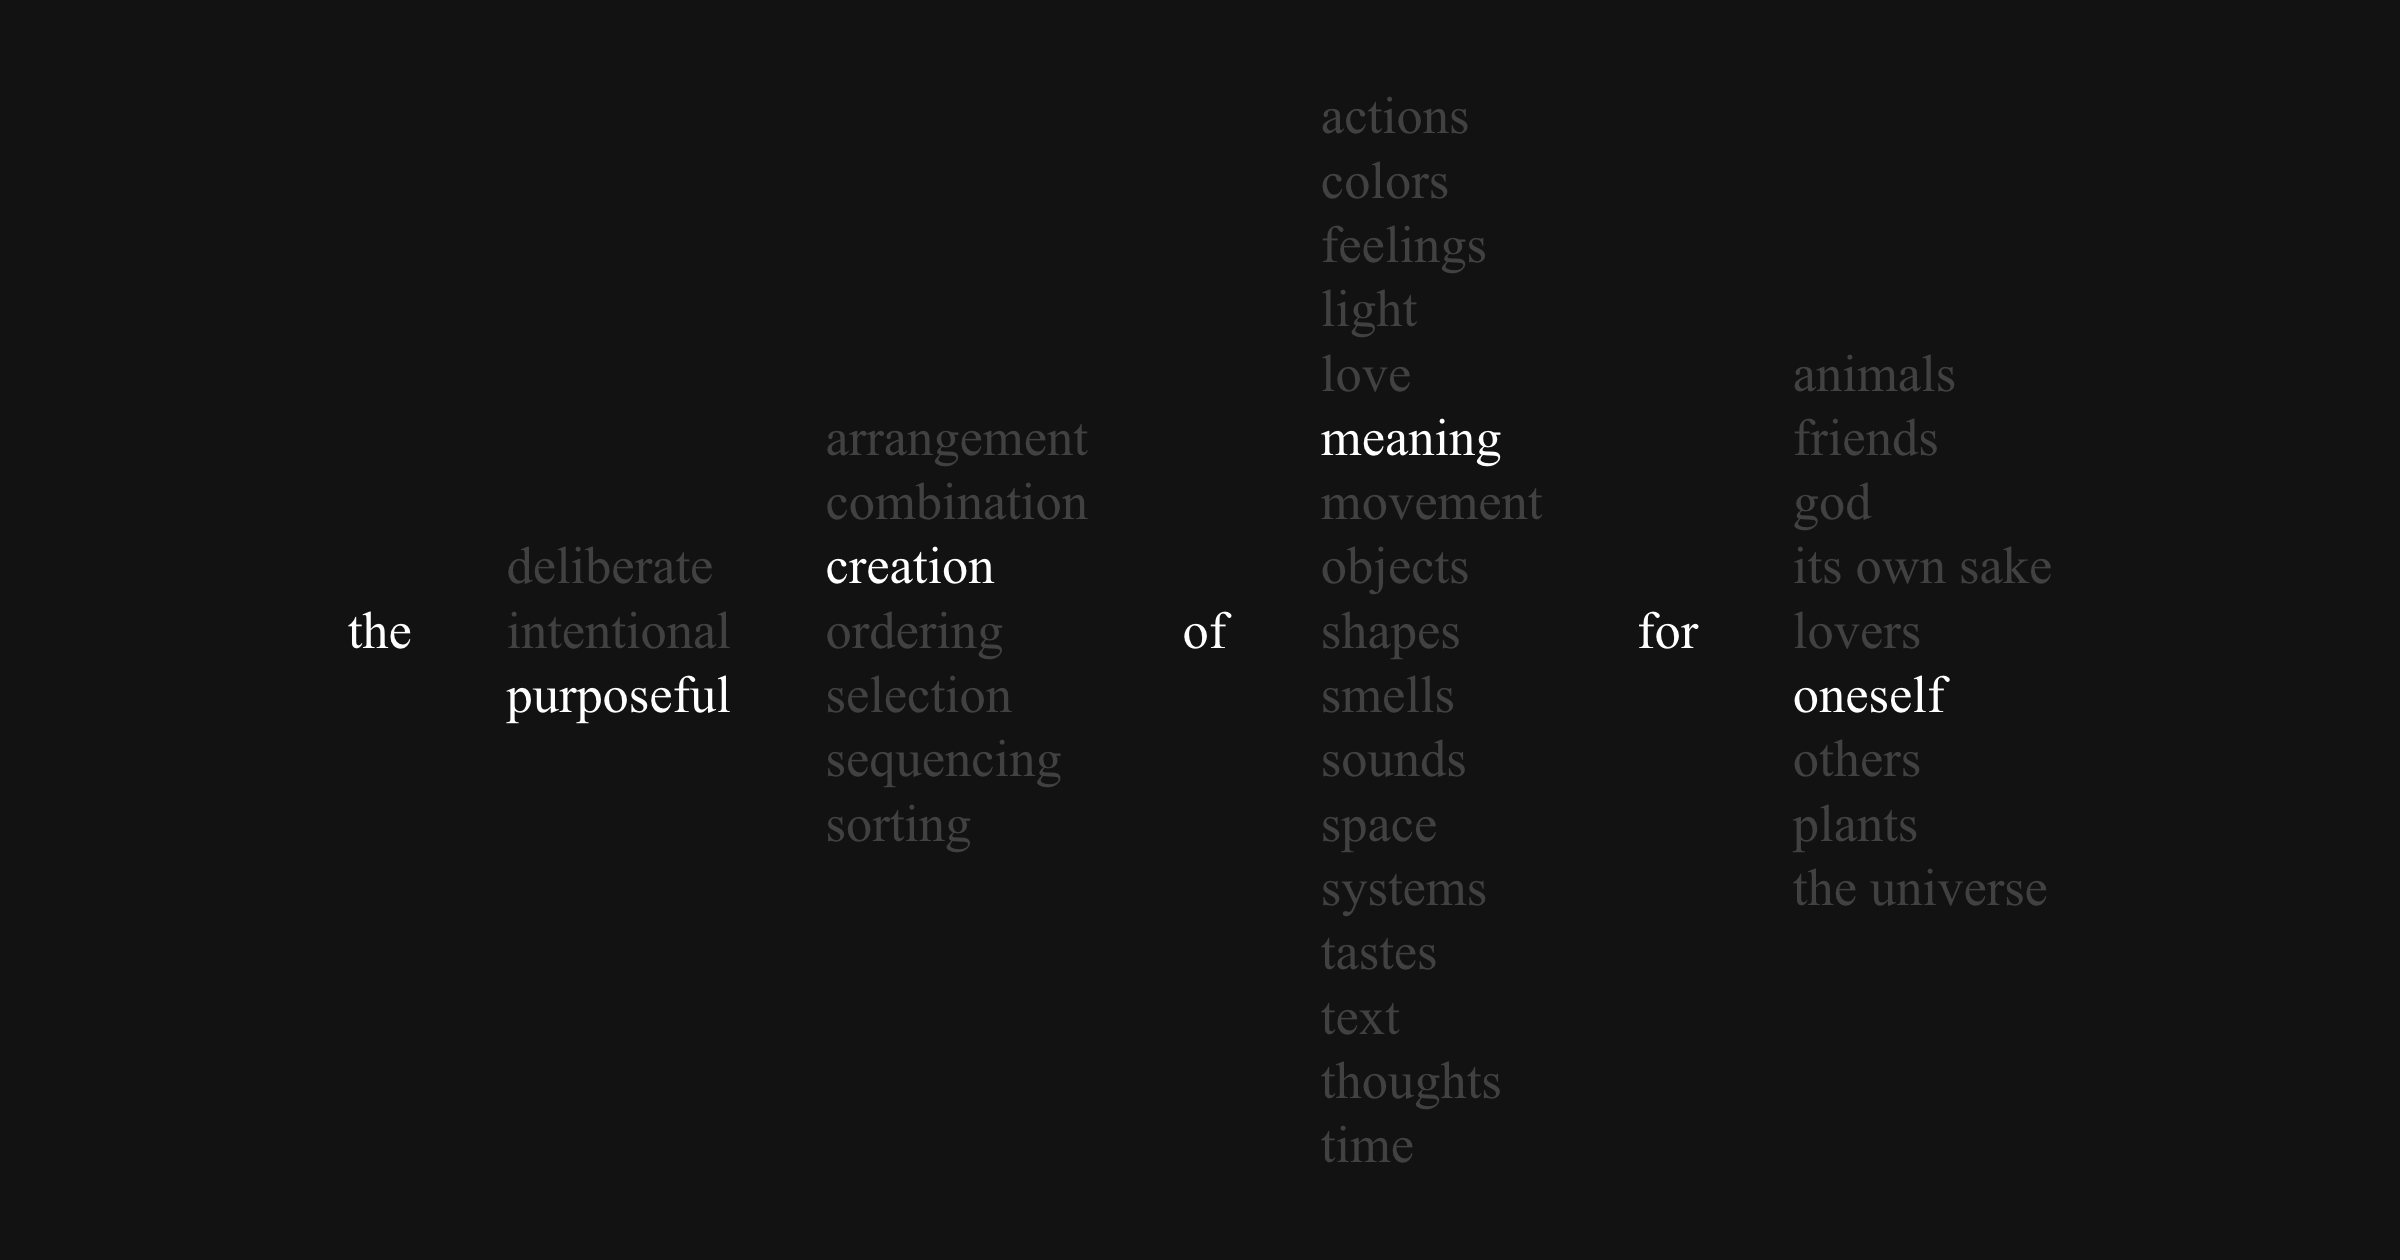 the
deliberate
intentional
purposeful
arrangement
combination
creation
ordering
selection
sequencing
sorting
of
actions
colors
feelings
light
love
meaning
movement
objects
shapes
smells
sounds
space
systems
tastes
text
thoughts
time
for
animals
friends
god
its own sake
lovers
oneself
others
plants
the universe